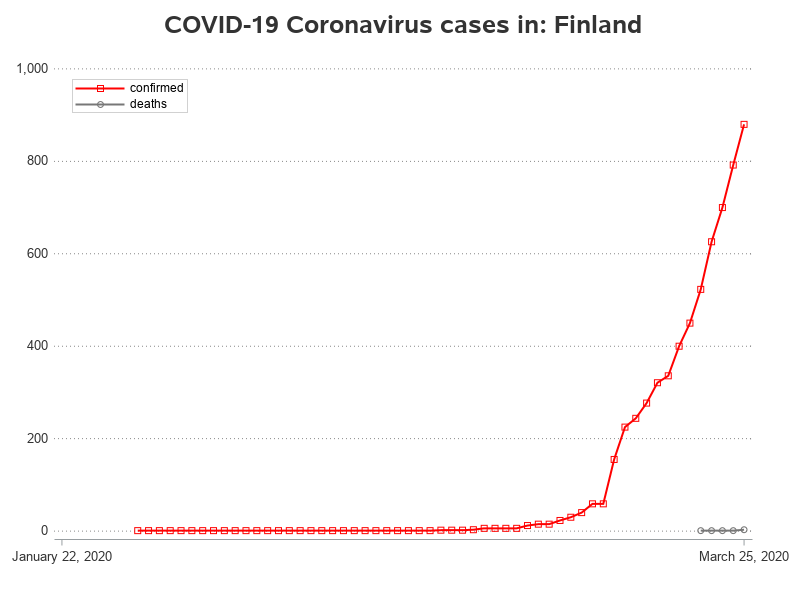 COVID-19 Coronavirus cases in: Finland
1,000
confirmed
deaths
800
600
400
200
0
January 22, 2020 March 25, 2020